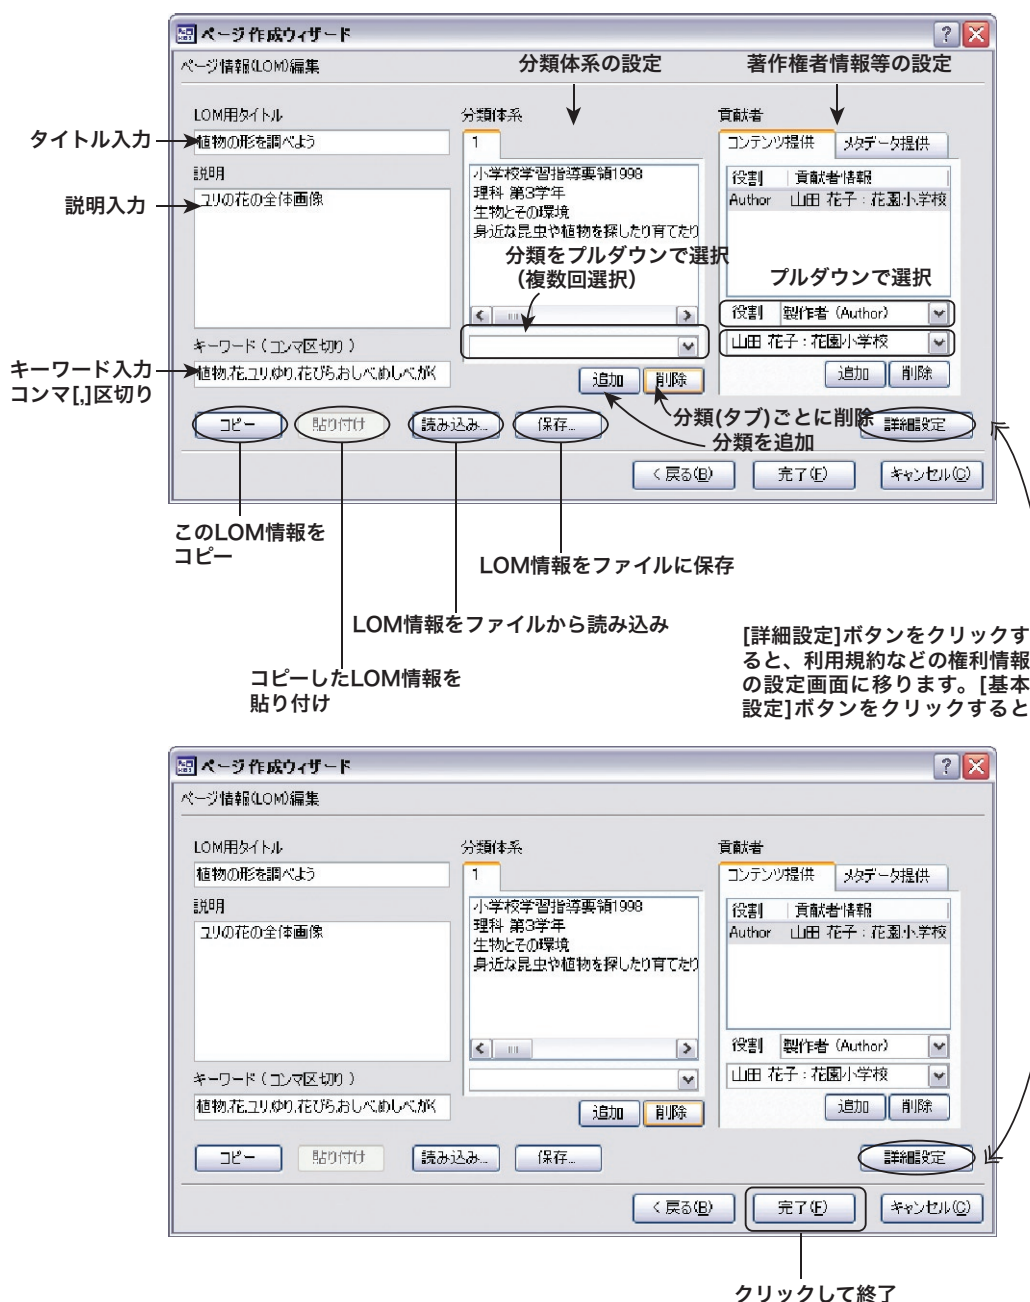 ページ作成ウィザード
ページ情報(LOM)編集
分類体系の設定
著作権者情報等の設定
LOM用タイトル
分類体系
貢献者
タイトル入力
植物の形を調べよう
1
コンテンツ提供
メタデータ提供
説明
説明入力
ユリの花の全体画像
小学校学習指導要領1998
理科 第3学年
生物とその環境
身近な昆虫や植物を探したり育てたり
役割
貢献者情報
Author
山田 花子：花園小学校
分類をプルダウンで選択
（複数回選択）
プルダウンで選択
役割
製作者（Author）
山田 花子：花園小学校
キーワード（コンマ区切り）
キーワード入力
コンマ[,]区切り
植物,花,ユリ,ゆり,花びら,おしべ,めしべ,がく
追加
削除
追加
削除
分類(タブ)ごとに削除
分類を追加
コピー
貼り付け
読み込み...
保存...
詳細設定
< 戻る(B)
完了(F)
キャンセル(C)
このLOM情報を
コピー
LOM情報をファイルに保存
LOM情報をファイルから読み込み
コピーしたLOM情報を
貼り付け
[詳細設定]ボタンをクリックす
ると、利用規約などの権利情報
の設定画面に移ります。[基本
設定]ボタンをクリックすると
ページ作成ウィザード
ページ情報(LOM)編集
LOM用タイトル
分類体系
貢献者
植物の形を調べよう
1
コンテンツ提供
メタデータ提供
説明
ユリの花の全体画像
小学校学習指導要領1998
理科 第3学年
生物とその環境
身近な昆虫や植物を探したり育てたり
役割
貢献者情報
Author
山田 花子：花園小学校
役割
製作者（Author）
山田 花子：花園小学校
キーワード（コンマ区切り）
植物,花,ユリ,ゆり,花びら,おしべ,めしべ,がく
追加
削除
追加
削除
コピー
貼り付け
読み込み...
保存...
詳細設定
< 戻る(B)
完了(F)
キャンセル(C)
クリックして終了